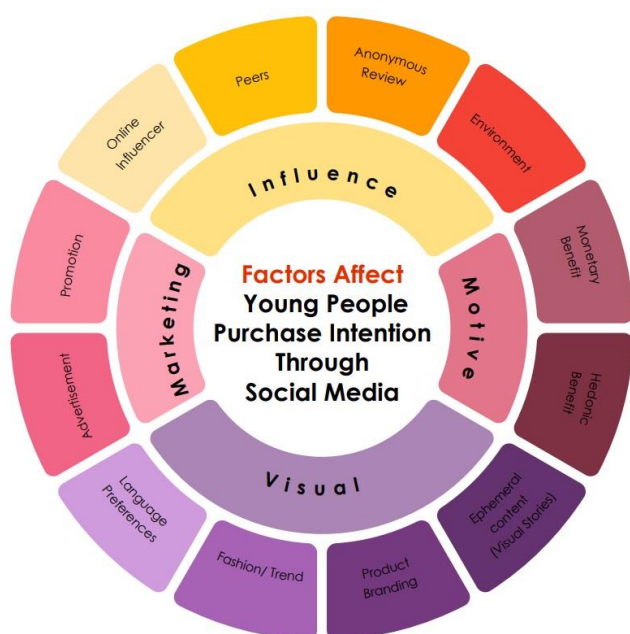 Factors Affect
Young People
Purchase Intention
Through
Social Media
Influence
Motive
Visual
Marketing
Online
Influencer
Peers
Anonymous
Review
Environment
Monetary
Benefit
Hedonic
Benefit
Ephemeral
content
(Visual Stories)
Product
Branding
Fashion/ Trend
Language
Preferences
Advertisement
Promotion